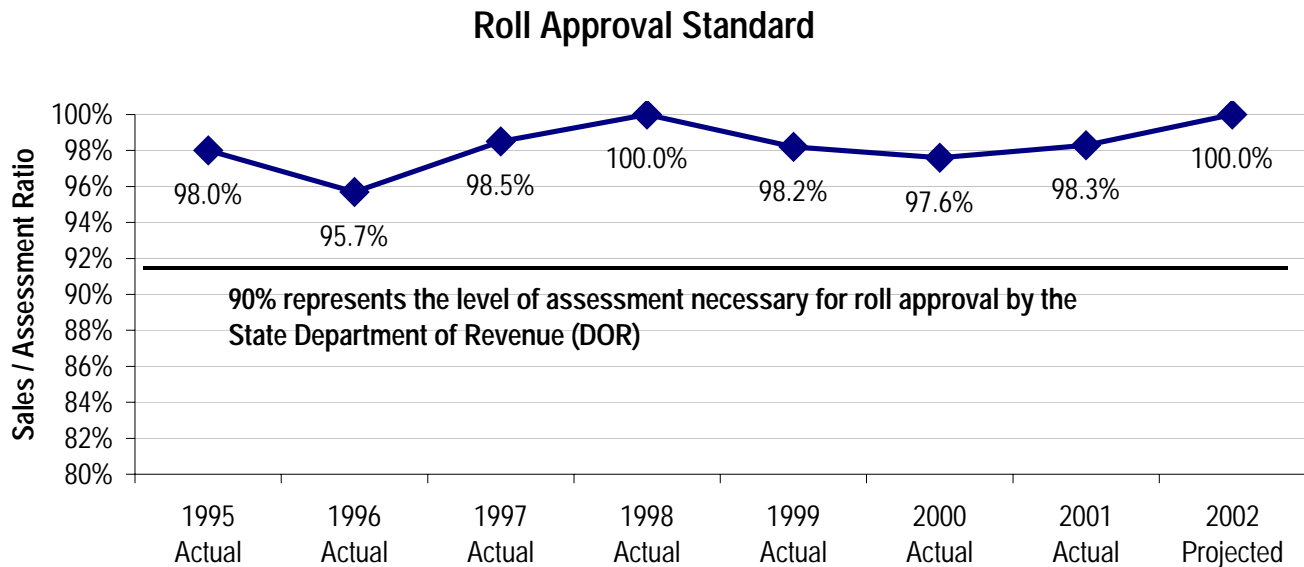 Roll Approval Standard
Sales / Assessment Ratio
100%
98%
96%
94%
92%
90%
88%
86%
84%
82%
80%
98.0%
95.7%
98.5%
100.0%
98.2%
97.6%
98.3%
100.0%
90% represents the level of assessment necessary for roll approval by the
State Department of Revenue (DOR)
1995
Actual
1996
Actual
1997
Actual
1998
Actual
1999
Actual
2000
Actual
2001
Actual
2002
Projected